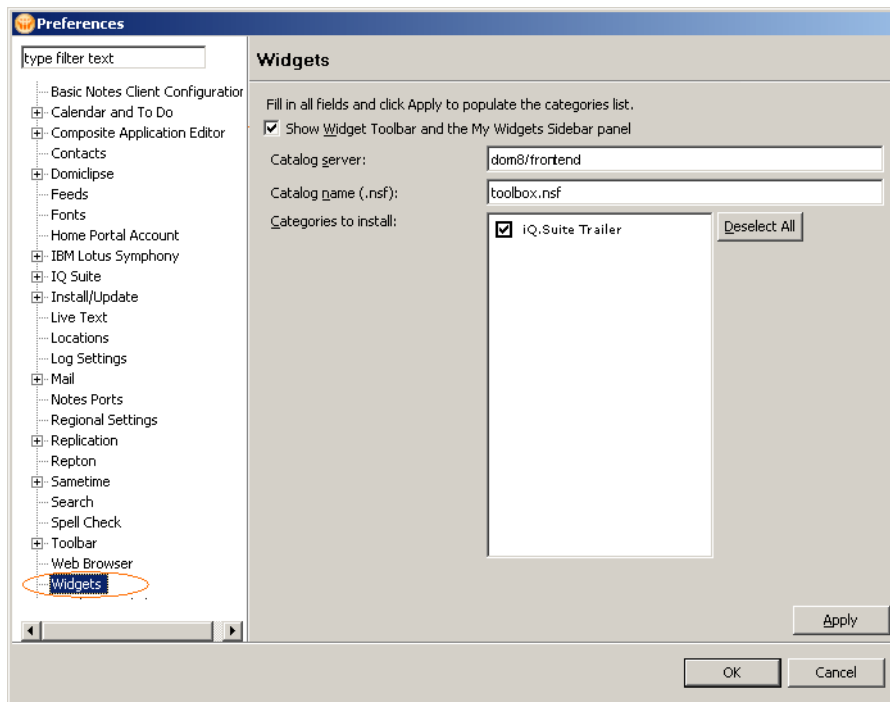 Preferences
type filter text
Basic Notes Client Configuration
Calendar and To Do
Composite Application Editor
Contacts
Domiclipse
Feeds
Fonts
Home Portal Account
IBM Lotus Symphony
IQ Suite
Install/Update
Live Text
Locations
Log Settings
Mail
Notes Ports
Regional Settings
Replication
Repton
Sametime
Search
Spell Check
Toolbar
Web Browser
Widgets
Widgets
Fill in all fields and click Apply to populate the categories list.
Show Widget Toolbar and the My Widgets Sidebar panel
Catalog server:
dom8/frontend
Catalog name (.nsf):
toolbox.nsf
Categories to install:
iQ.Suite Trailer
Deselect All
Apply
OK
Cancel